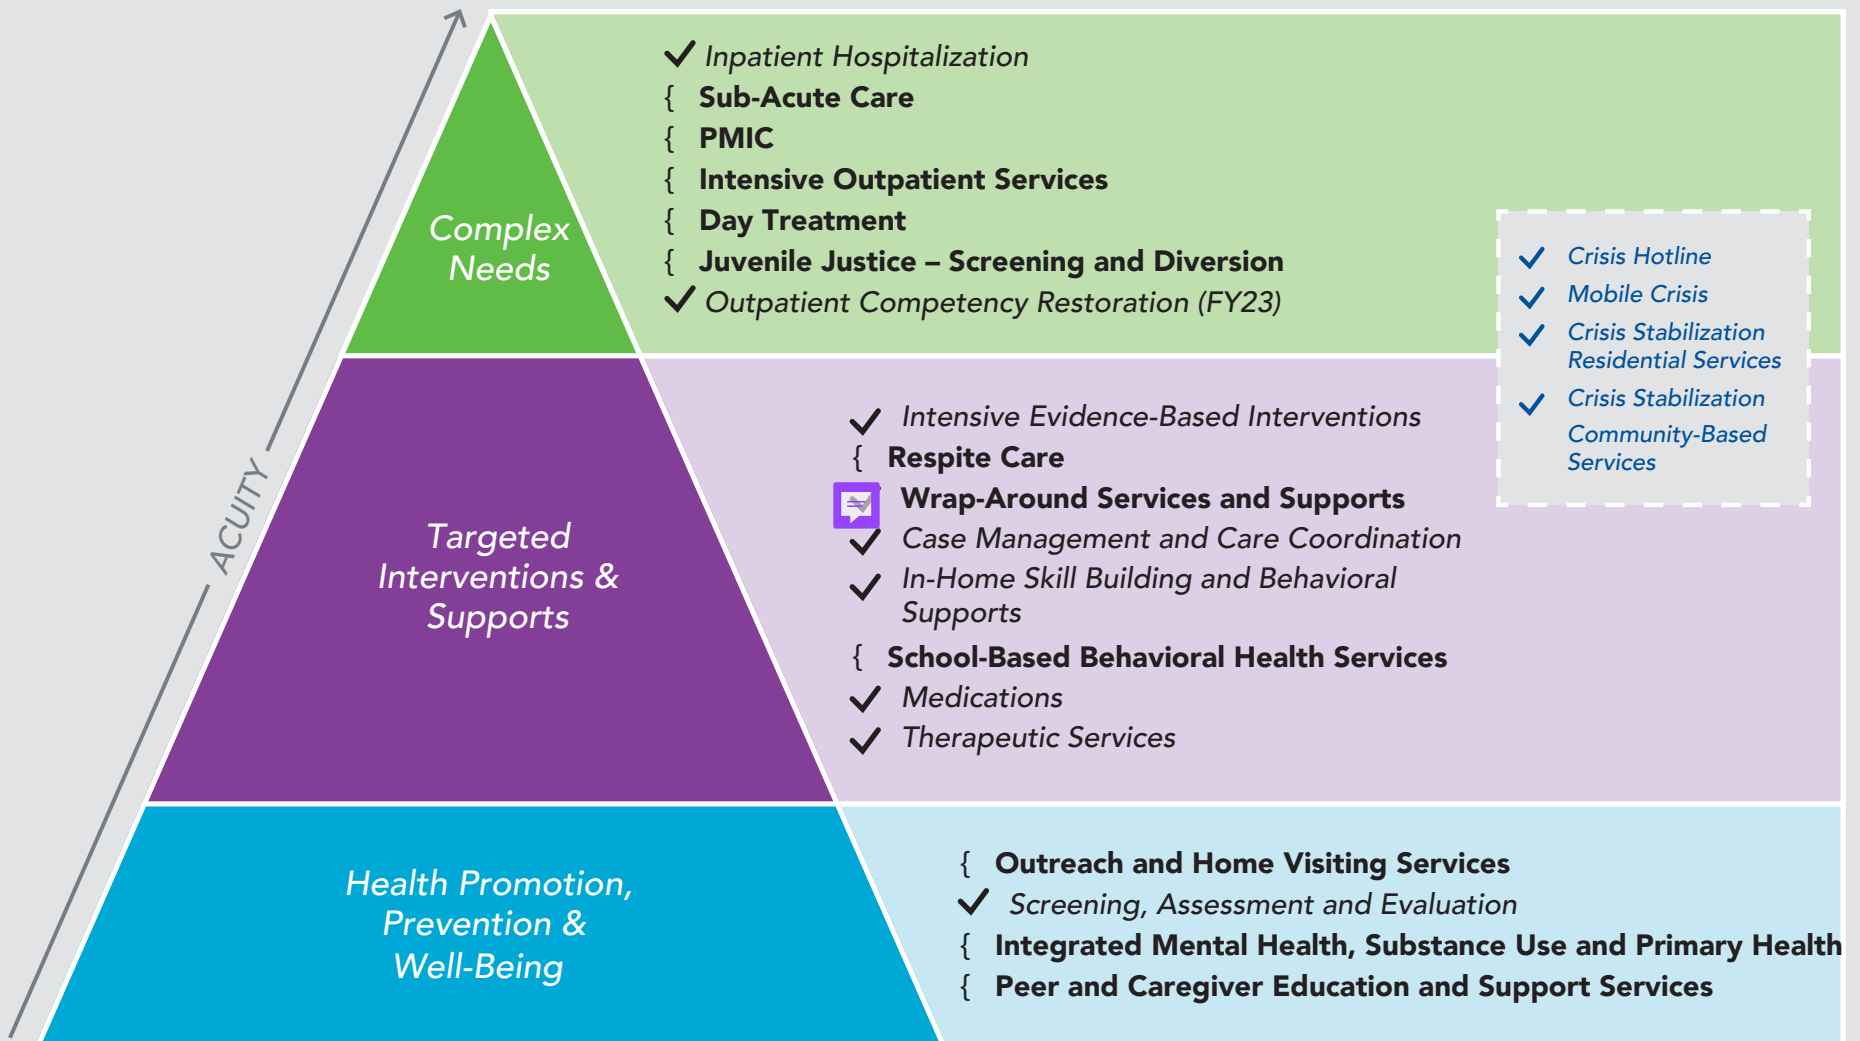 ✓ Inpatient Hospitalization
{ Sub-Acute Care
{ PMIC
{ Intensive Outpatient Services
{ Day Treatment
{ Juvenile Justice – Screening and Diversion
✓ Outpatient Competency Restoration (FY23)
Complex
Needs
✓ Crisis Hotline
✓ Mobile Crisis
✓ Crisis Stabilization
Residential Services
✓ Crisis Stabilization
Community-Based
Services
ACUITY
✓ Intensive Evidence-Based Interventions
{ Respite Care
✓ Wrap-Around Services and Supports
✓ Case Management and Care Coordination
✓ In-Home Skill Building and Behavioral
Supports
{ School-Based Behavioral Health Services
✓ Medications
✓ Therapeutic Services
Targeted
Interventions &
Supports
{ Outreach and Home Visiting Services
✓ Screening, Assessment and Evaluation
{ Integrated Mental Health, Substance Use and Primary Health
{ Peer and Caregiver Education and Support Services
Health Promotion,
Prevention &
Well-Being